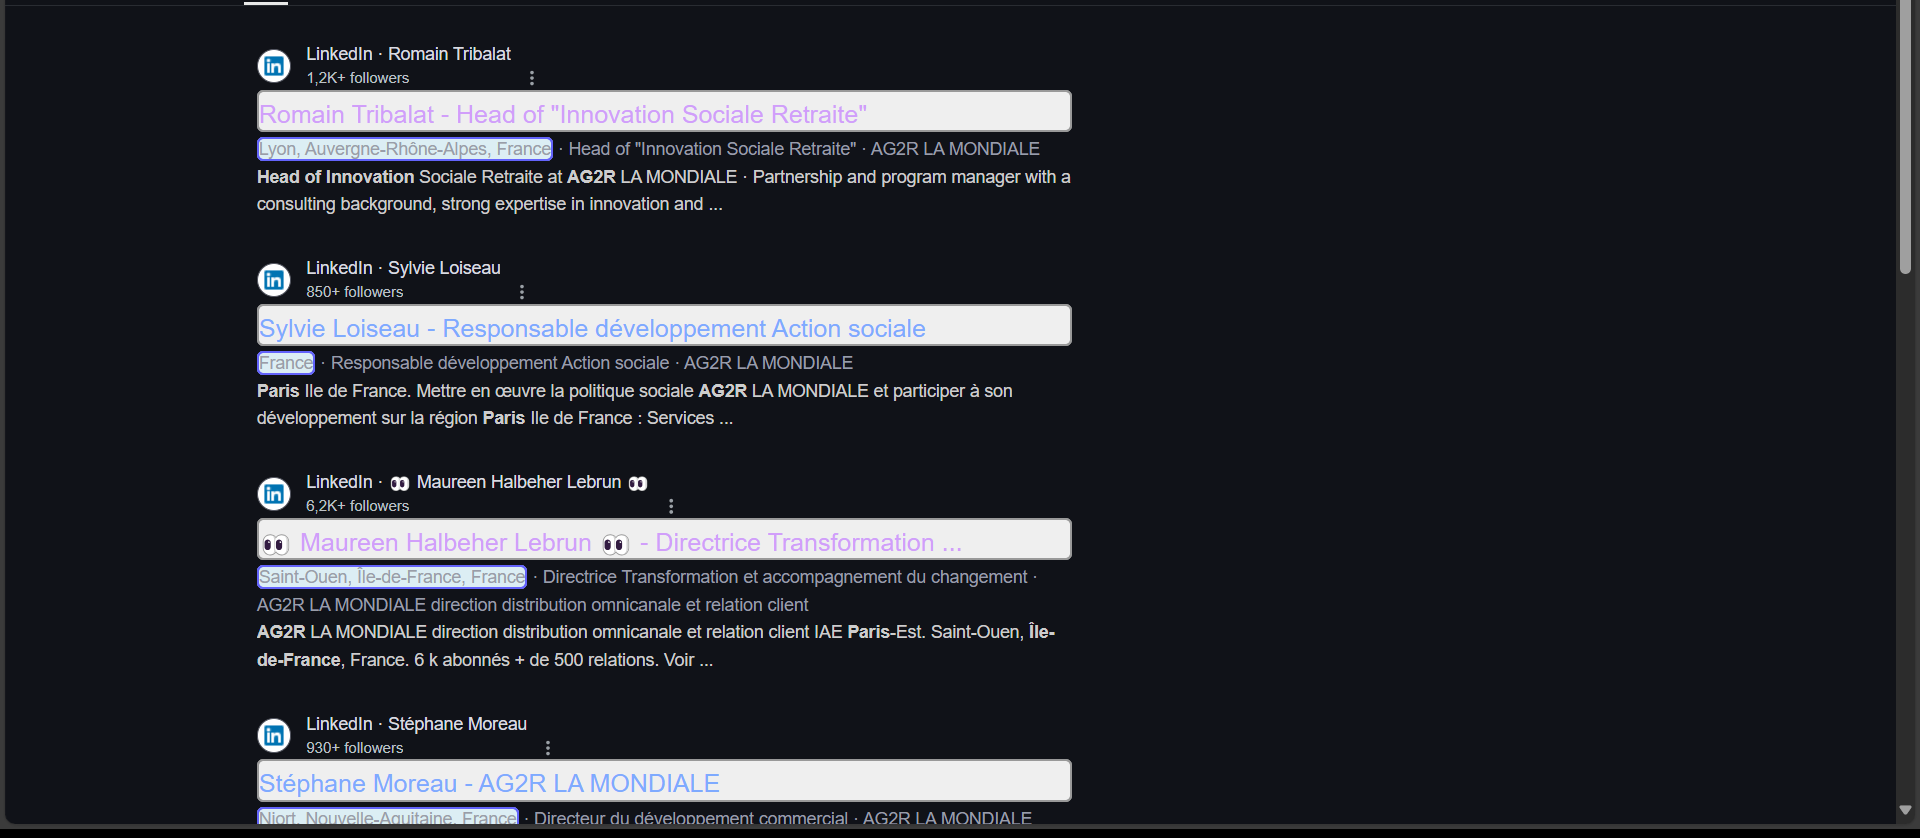 LinkedIn · Romain Tribalat
1,2K+ followers
Romain Tribalat - Head of "Innovation Sociale Retraite"
Lyon, Auvergne-Rhône-Alpes, France · Head of "Innovation Sociale Retraite" · AG2R LA MONDIALE
Head of Innovation Sociale Retraite at AG2R LA MONDIALE · Partnership and program manager with a
consulting background, strong expertise in innovation and ...
LinkedIn · Sylvie Loiseau
850+ followers
Sylvie Loiseau - Responsable développement Action sociale
France · Responsable développement Action sociale · AG2R LA MONDIALE
Paris Ile de France. Mettre en œuvre la politique sociale AG2R LA MONDIALE et participer à son
développement sur la région Paris Ile de France : Services ...
LinkedIn · 👀 Maureen Halbeher Lebrun 👀
6,2K+ followers
👀 Maureen Halbeher Lebrun 👀 - Directrice Transformation ...
Saint-Ouen, Île-de-France, France · Directrice Transformation et accompagnement du changement ·
AG2R LA MONDIALE direction distribution omnicanale et relation client
AG2R LA MONDIALE direction distribution omnicanale et relation client IAE Paris-Est. Saint-Ouen, Île-
de-France, France. 6 k abonnés + de 500 relations. Voir ...
LinkedIn · Stéphane Moreau
930+ followers
Stéphane Moreau - AG2R LA MONDIALE
Niort, Nouvelle-Aquitaine, France · Directeur du développement commercial · AG2R LA MONDIALE